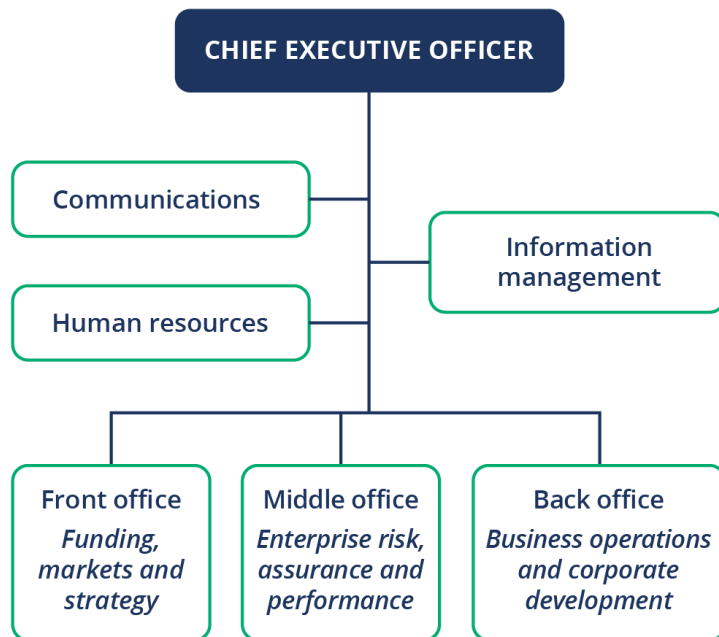 CHIEF EXECUTIVE OFFICER
Communications
Information
management
Human resources
Front office
Funding,
markets and
strategy
Middle office
Enterprise risk,
assurance and
performance
Back office
Business operations
and corporate
development